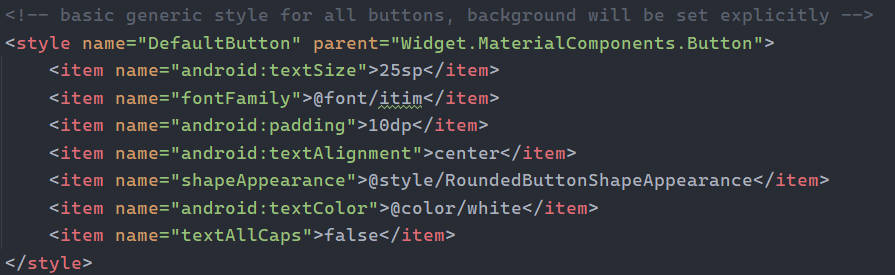 <!-- basic generic style for all buttons, background will be set explicitly -->
<style name="DefaultButton" parent="Widget.MaterialComponents.Button">
    <item name="android:textSize">25sp</item>
    <item name="fontFamily">@font/itim</item>
    <item name="android:padding">10dp</item>
    <item name="android:textAlignment">center</item>
    <item name="shapeAppearance">@style/RoundedButtonShapeAppearance</item>
    <item name="android:textColor">@color/white</item>
    <item name="textAllCaps">false</item>
</style>